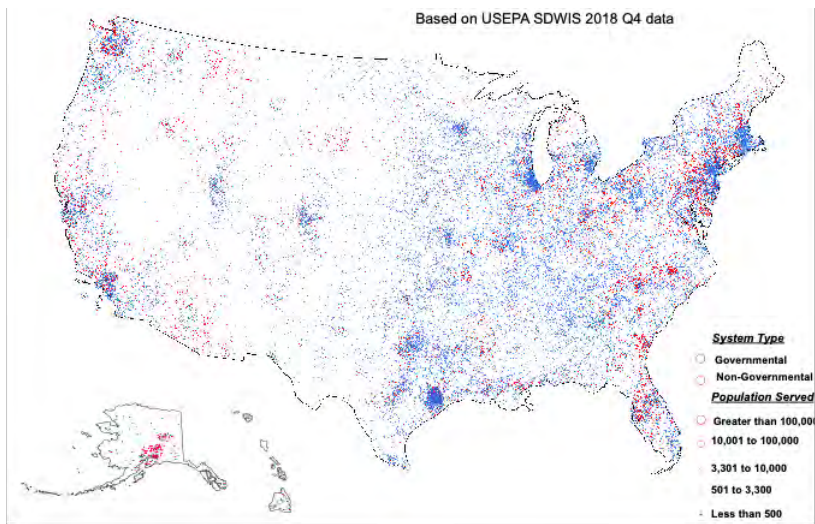 Based on USEPA SDWIS 2018 Q4 data
System Type
Governmental
Non-Governmental
Population Served
Greater than 100,000
10,001 to 100,000
3,301 to 10,000
501 to 3,300
Less than 500